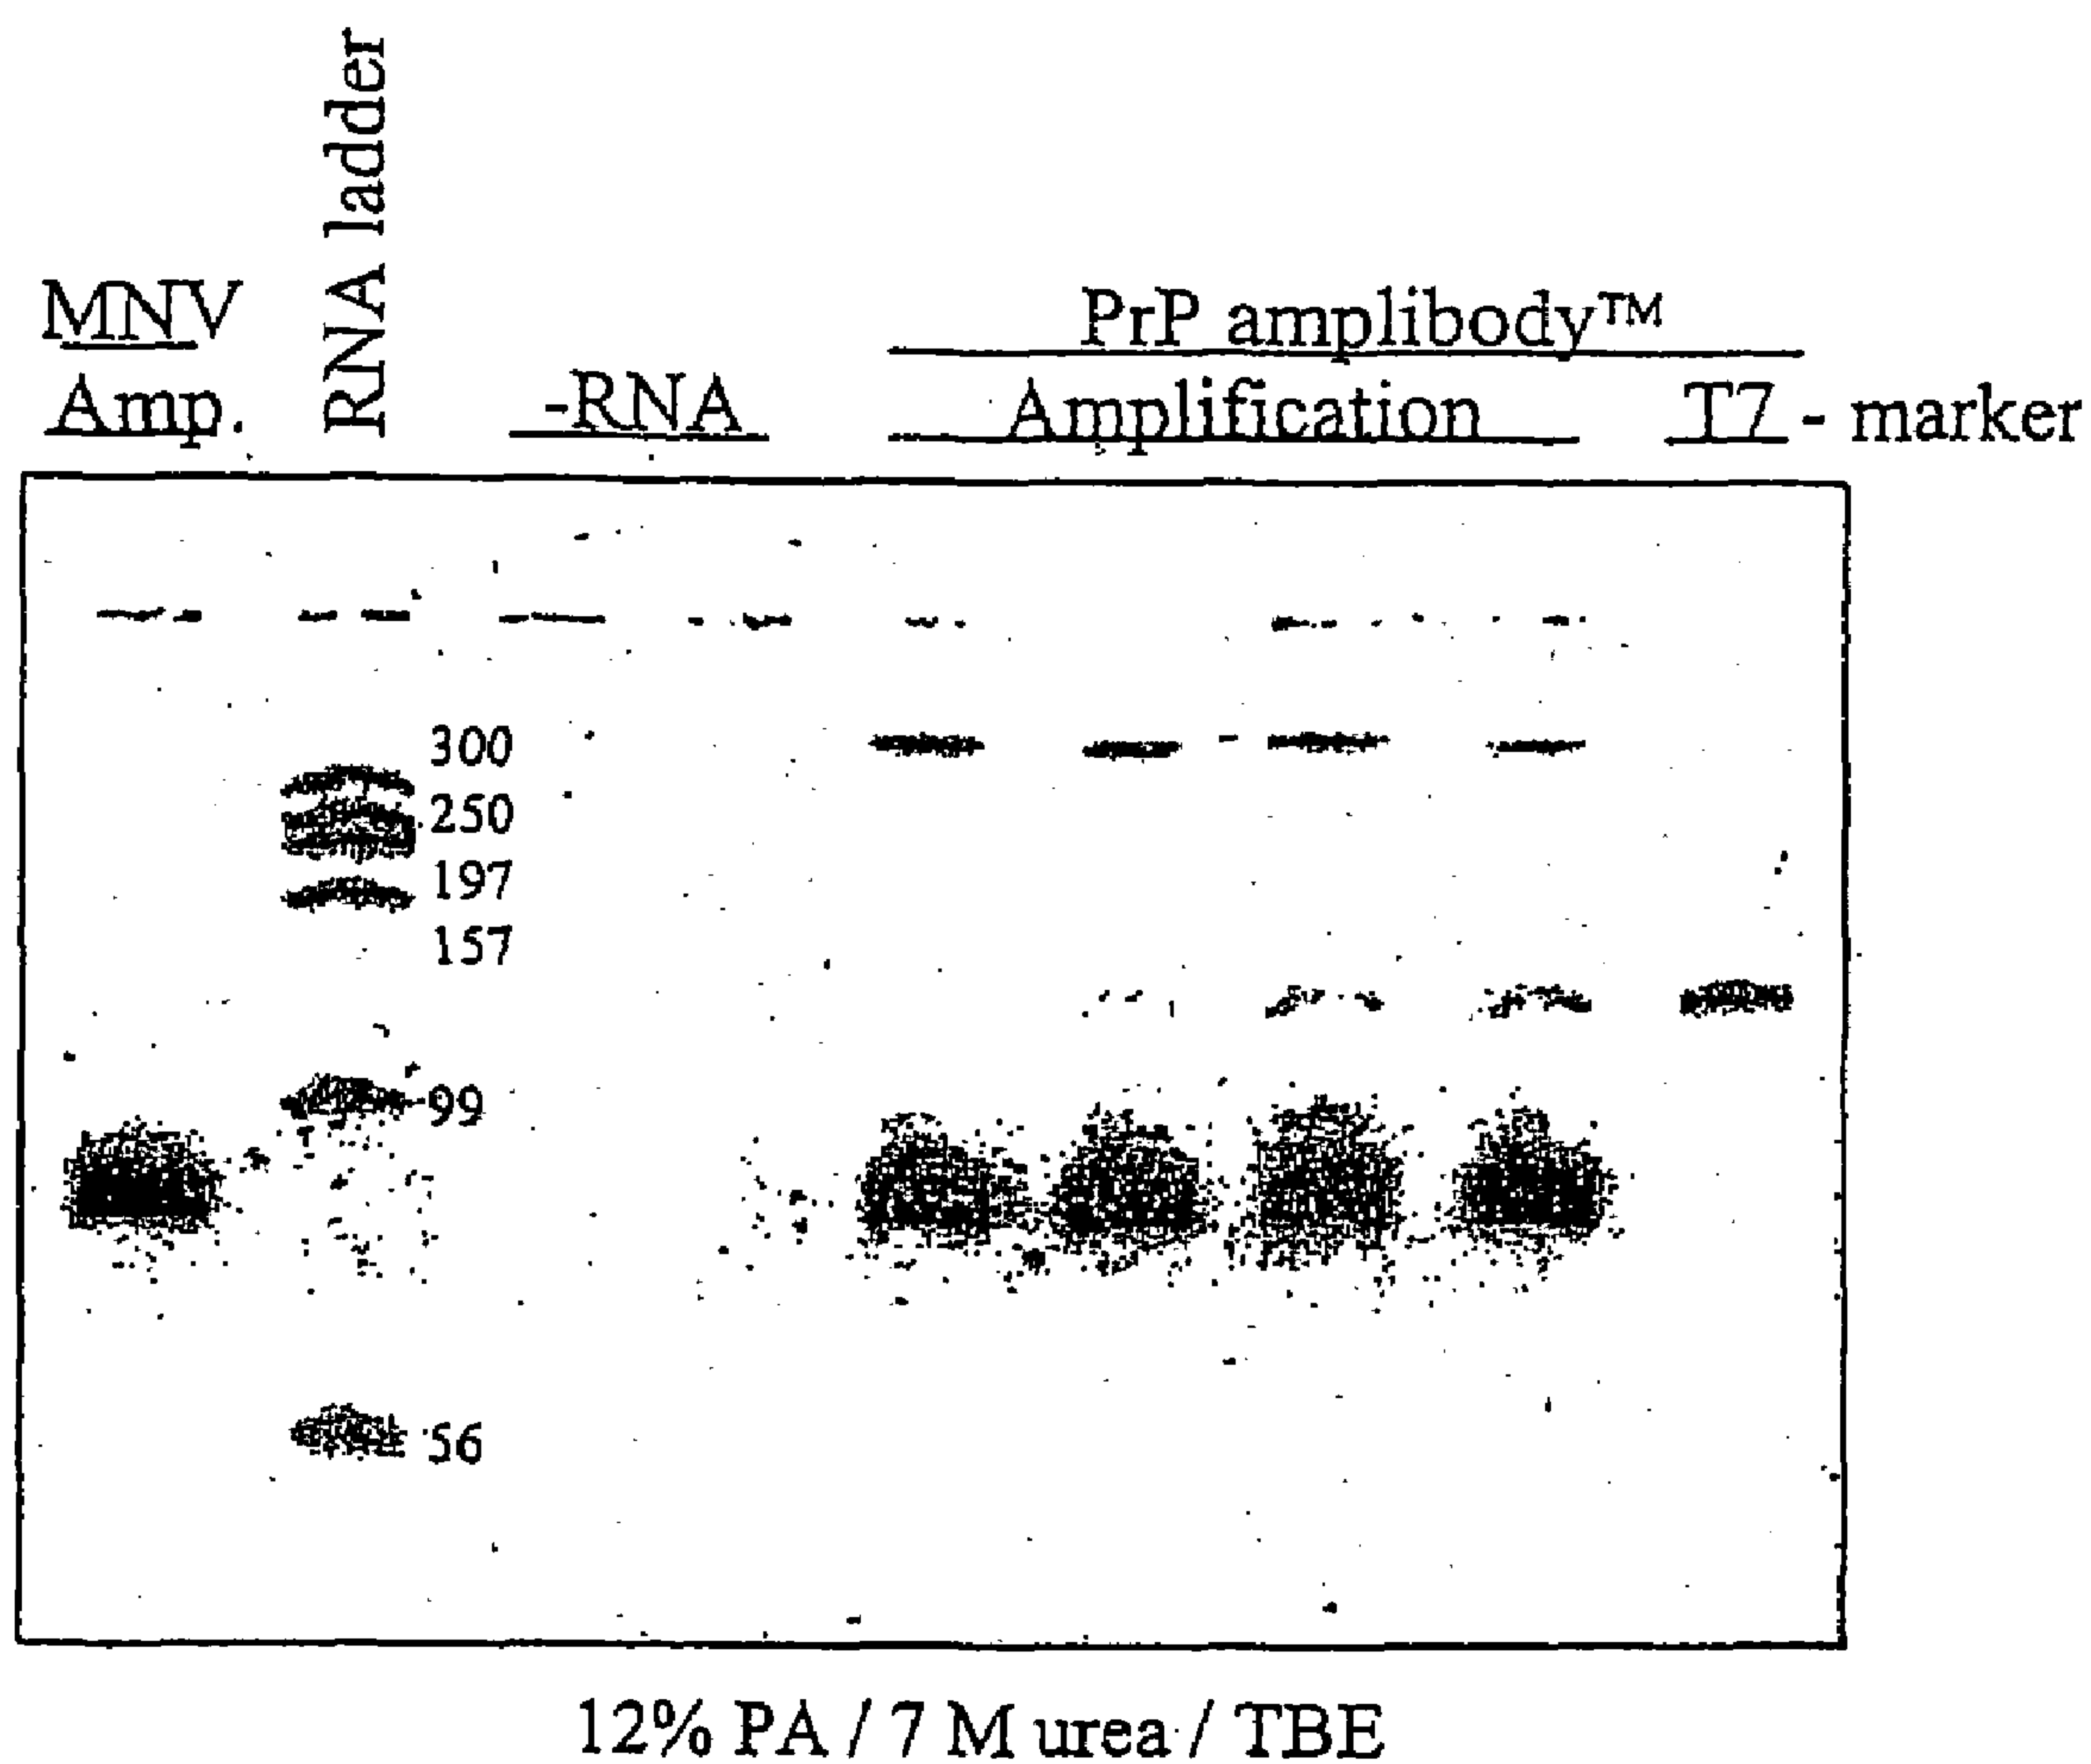 RNA ladder
MNV
Amp.
-RNA
PrP amplibody™
Amplification
T7 - marker
300
250
197
157
99
56
12% PA / 7 M urea / TBE